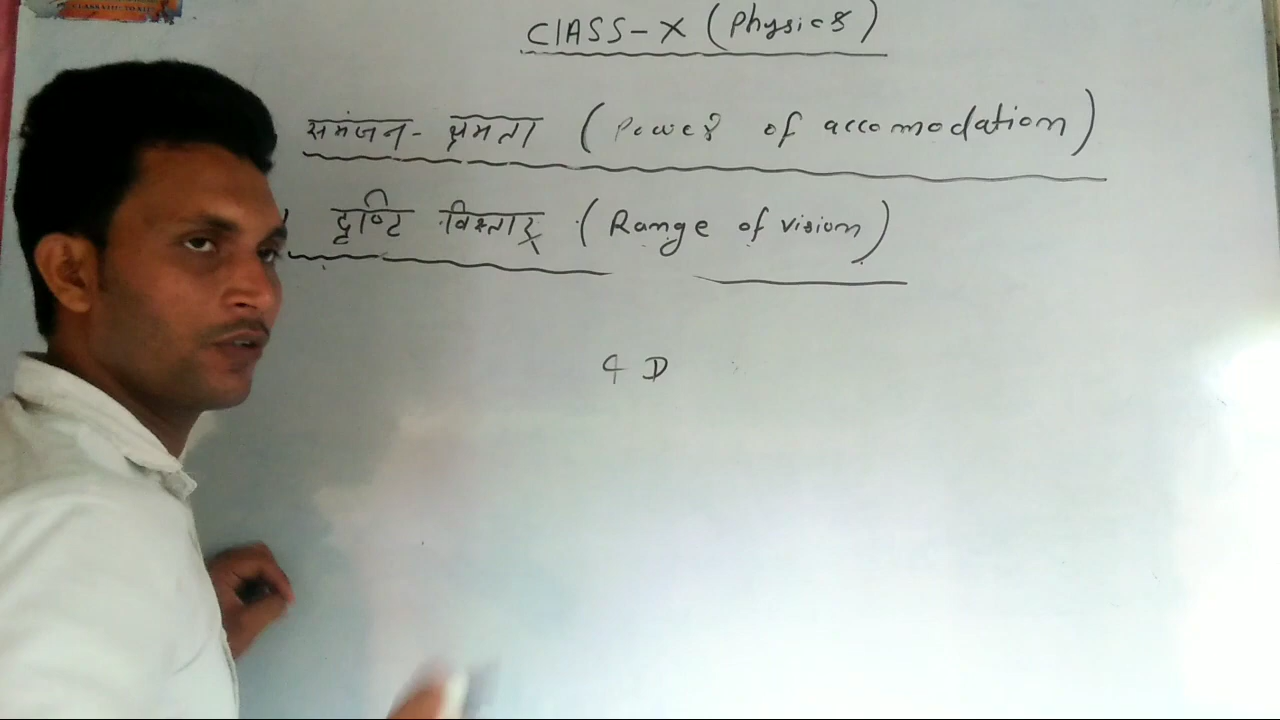 CLASS-X (Physics)
समंजन - क्षमता (Power of accomodation)
दृष्टि विस्तार (Range of vision)
4 D